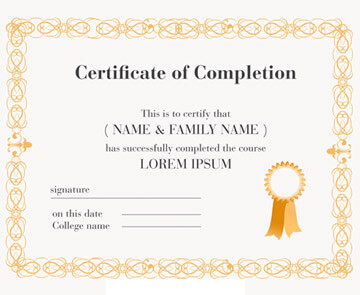 Certificate of Completion
This is to certify that
( NAME & FAMILY NAME )
has successfully completed the course
LOREM IPSUM
signature
on this date
College name